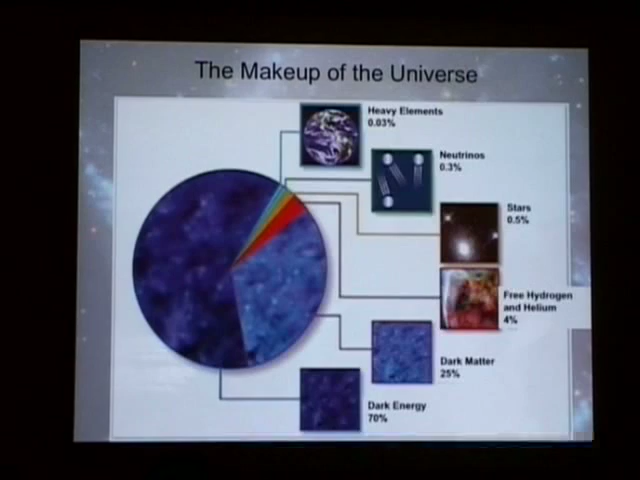 The Makeup of the Universe
Heavy Elements
0.03%
Neutrinos
0.3%
Stars
0.5%
Free Hydrogen
and Helium
4%
Dark Matter
25%
Dark Energy
70%